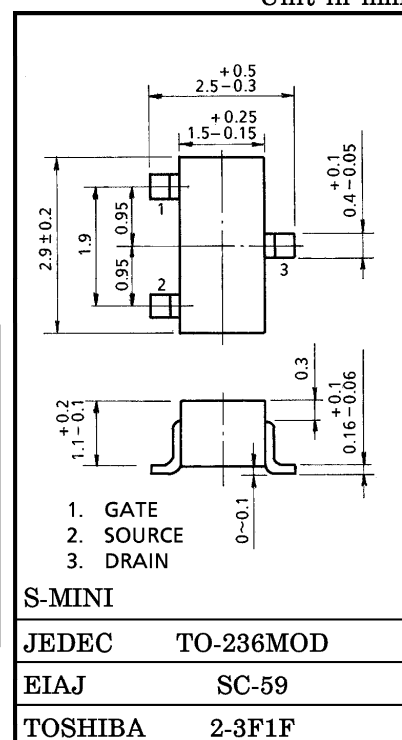 Unit in mm
+0.5
2.5-0.3
+0.25
1.5-0.15
+0.1
0.4-0.05
2.9±0.2
1.9
0.95
0.95
1
2
3
+0.2
1.1-0.1
0.3
+0.1
0.16-0.06
0~0.1
1. GATE
2. SOURCE
3. DRAIN
S-MINI
JEDEC TO-236MOD
EIAJ SC-59
TOSHIBA 2-3F1F